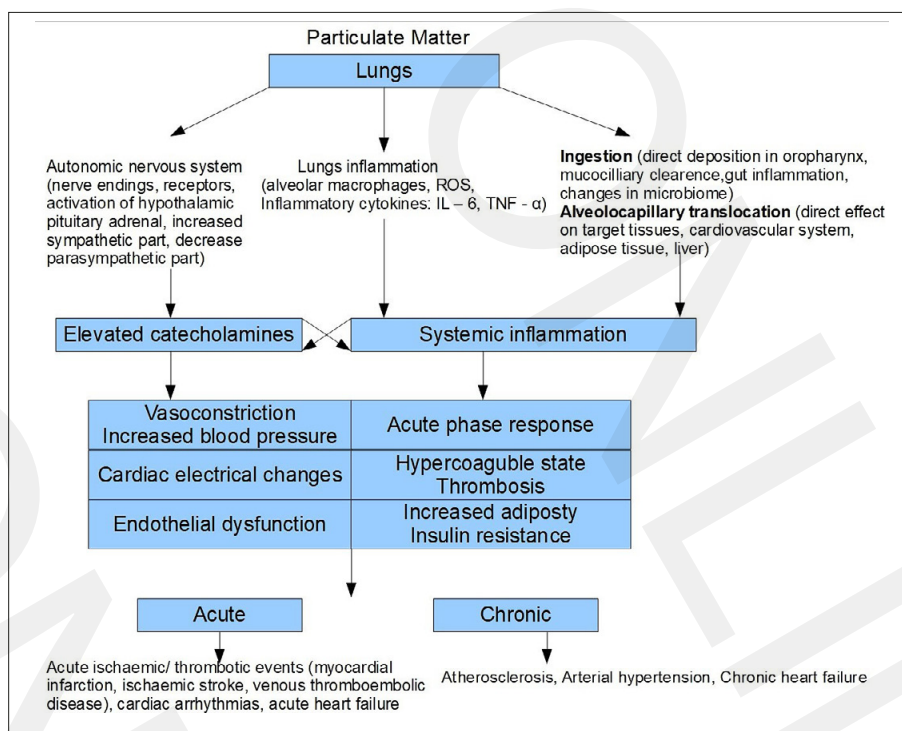 Particulate Matter
Lungs
Autonomic nervous system
(nerve endings, receptors,
activation of hypothalamic
pituitary adrenal, increased
sympathetic part, decrease
parasympathetic part)
Lungs inflammation
(alveolar macrophages, ROS,
Inflammatory cytokines: IL – 6, TNF - α)
Ingestion (direct deposition in oropharynx,
mucocilliary clearence,gut inflammation,
changes in microbiome)
Alveolocapillary translocation (direct effect
on target tissues, cardiovascular system,
adipose tissue, liver)
Elevated catecholamines
Systemic inflammation
Vasoconstriction
Increased blood pressure
Acute phase response
Cardiac electrical changes
Hypercoaguble state
Thrombosis
Endothelial dysfunction
Increased adiposty
Insulin resistance
Acute
Chronic
Acute ischaemic/ thrombotic events (myocardial
infarction, ischaemic stroke, venous thromboembolic
disease), cardiac arrhythmias, acute heart failure
Atherosclerosis, Arterial hypertension, Chronic heart failure